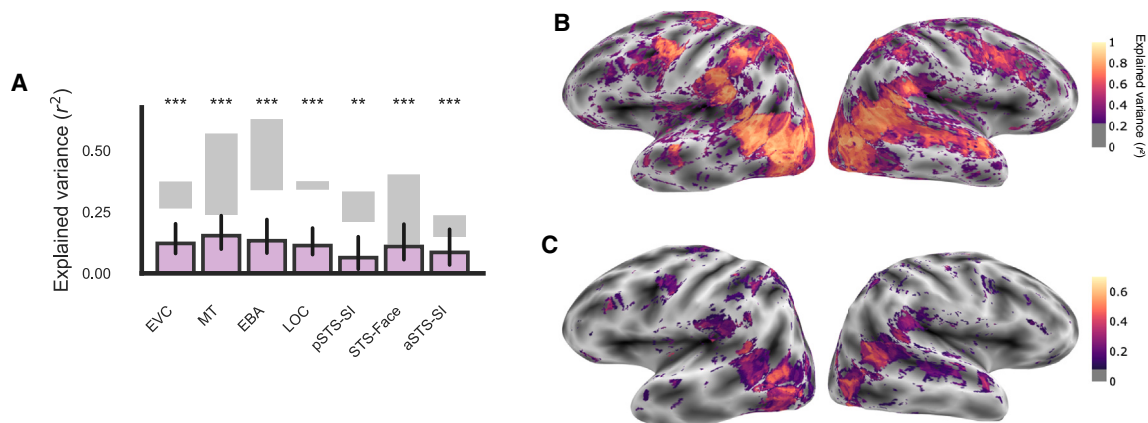 A
Explained variance (r²)
0.50
0.25
0.00
*** *** *** *** ** *** ***
EVC
MT
EBA
LOC
pSTS-SI
STS-Face
aSTS-SI
B
1
0.8
0.6
0.4
0.2
0
Explained variance (r²)
C
0.6
0.4
0.2
0